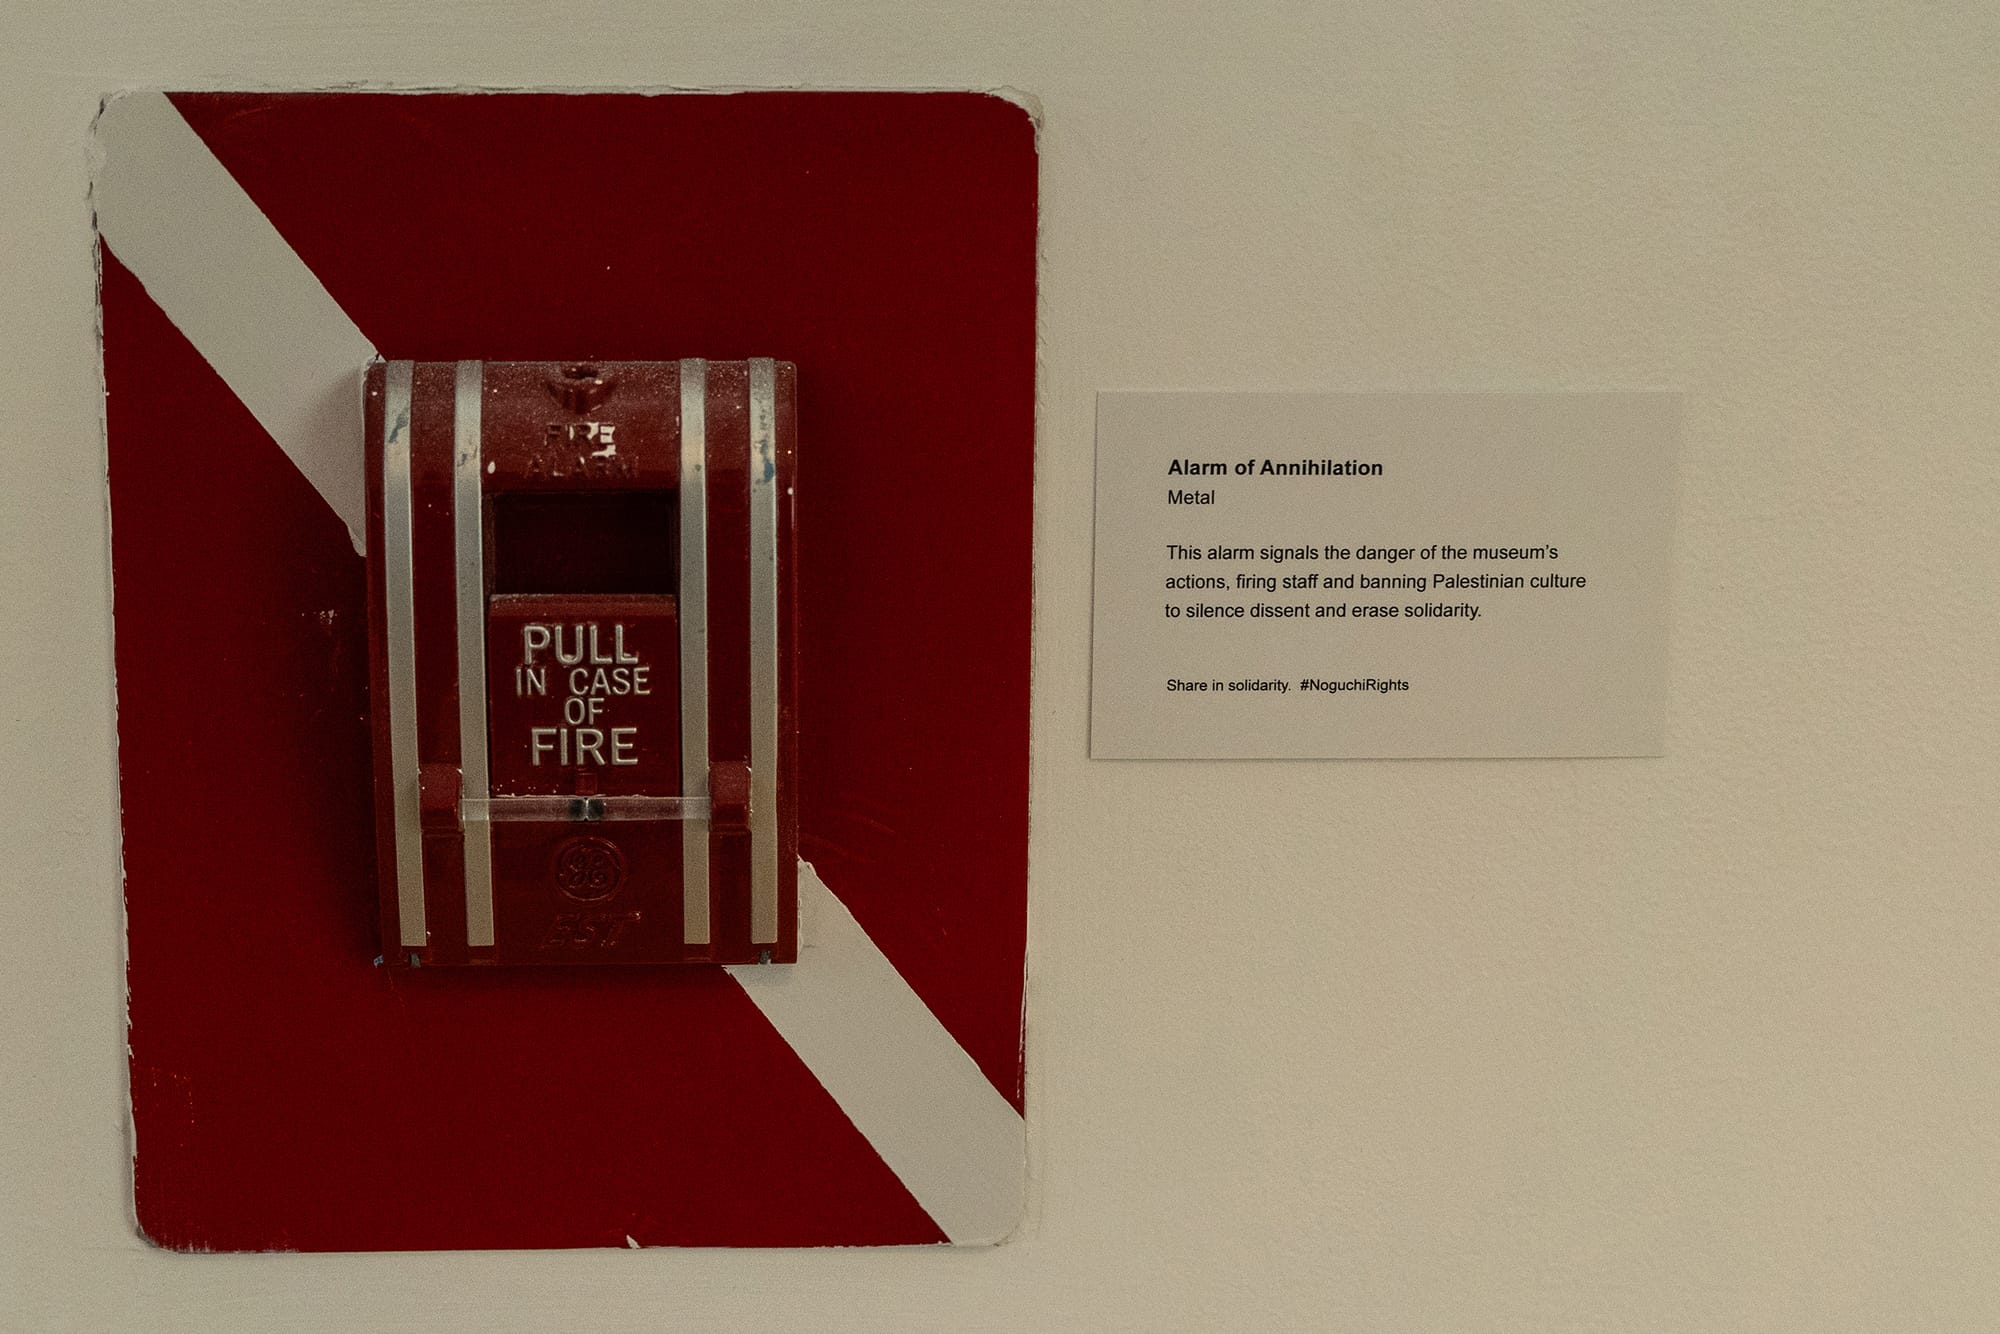 FIRE
ALARM
PULL
IN CASE
OF
FIRE
GE
EST
Alarm of Annihilation
Metal
This alarm signals the danger of the museum’s
actions, firing staff and banning Palestinian culture
to silence dissent and erase solidarity.
Share in solidarity. #NoguchiRights